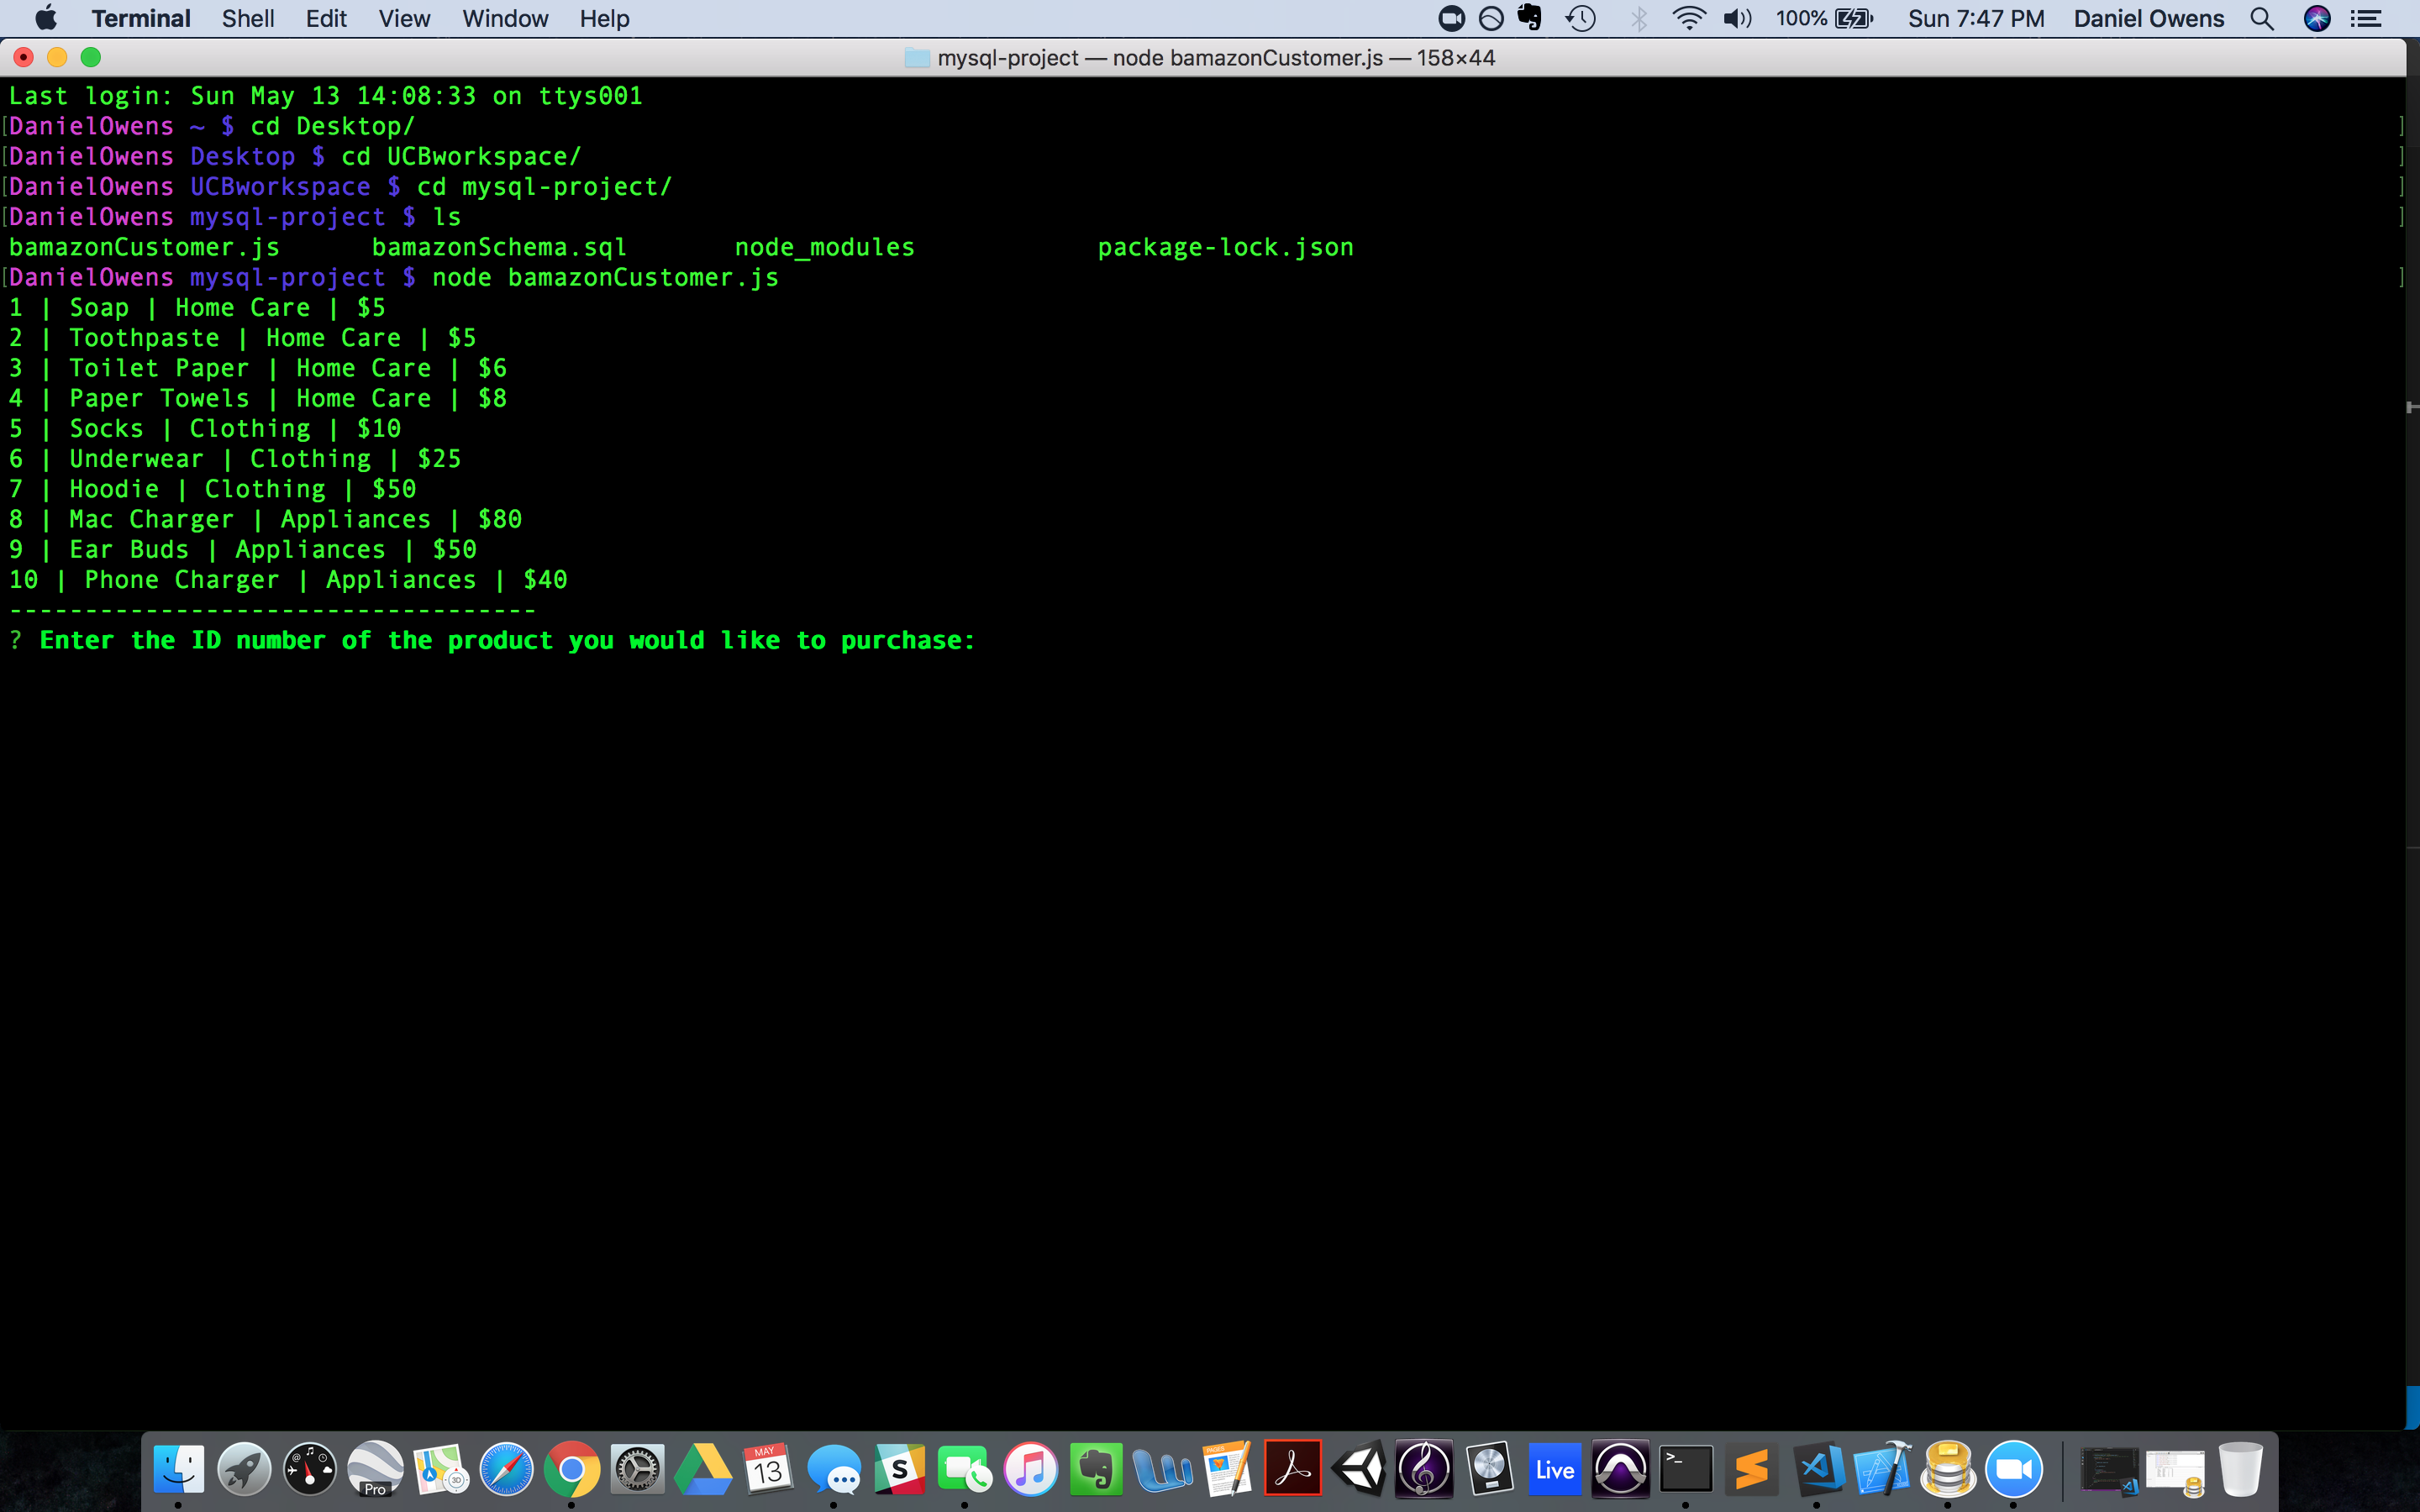 Terminal Shell Edit View Window Help 100% Sun 7:47 PM Daniel Owens
mysql-project — node bamazonCustomer.js — 158×44
Last login: Sun May 13 14:08:33 on ttys001
[DanielOwens ~ $ cd Desktop/ ]
[DanielOwens Desktop $ cd UCBworkspace/ ]
[DanielOwens UCBworkspace $ cd mysql-project/ ]
[DanielOwens mysql-project $ ls ]
bamazonCustomer.js bamazonSchema.sql node_modules package-lock.json
[DanielOwens mysql-project $ node bamazonCustomer.js ]
1 | Soap | Home Care | $5
2 | Toothpaste | Home Care | $5
3 | Toilet Paper | Home Care | $6
4 | Paper Towels | Home Care | $8
5 | Socks | Clothing | $10
6 | Underwear | Clothing | $25
7 | Hoodie | Clothing | $50
8 | Mac Charger | Appliances | $80
9 | Ear Buds | Appliances | $50
10 | Phone Charger | Appliances | $40
-----------------------------------
? Enter the ID number of the product you would like to purchase:
Pro
3D
MAY
13
S
PAGES
Live
>_